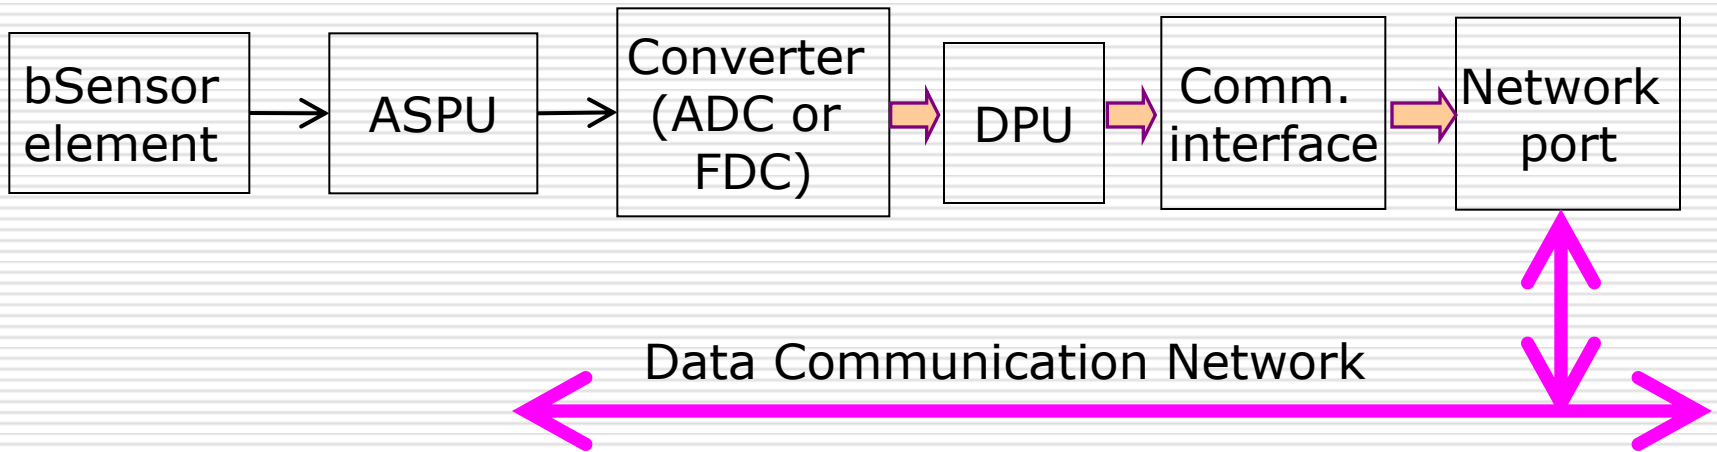 bSensor
element
ASPU
Converter
(ADC or
FDC)
DPU
Comm.
interface
Network
port
Data Communication Network